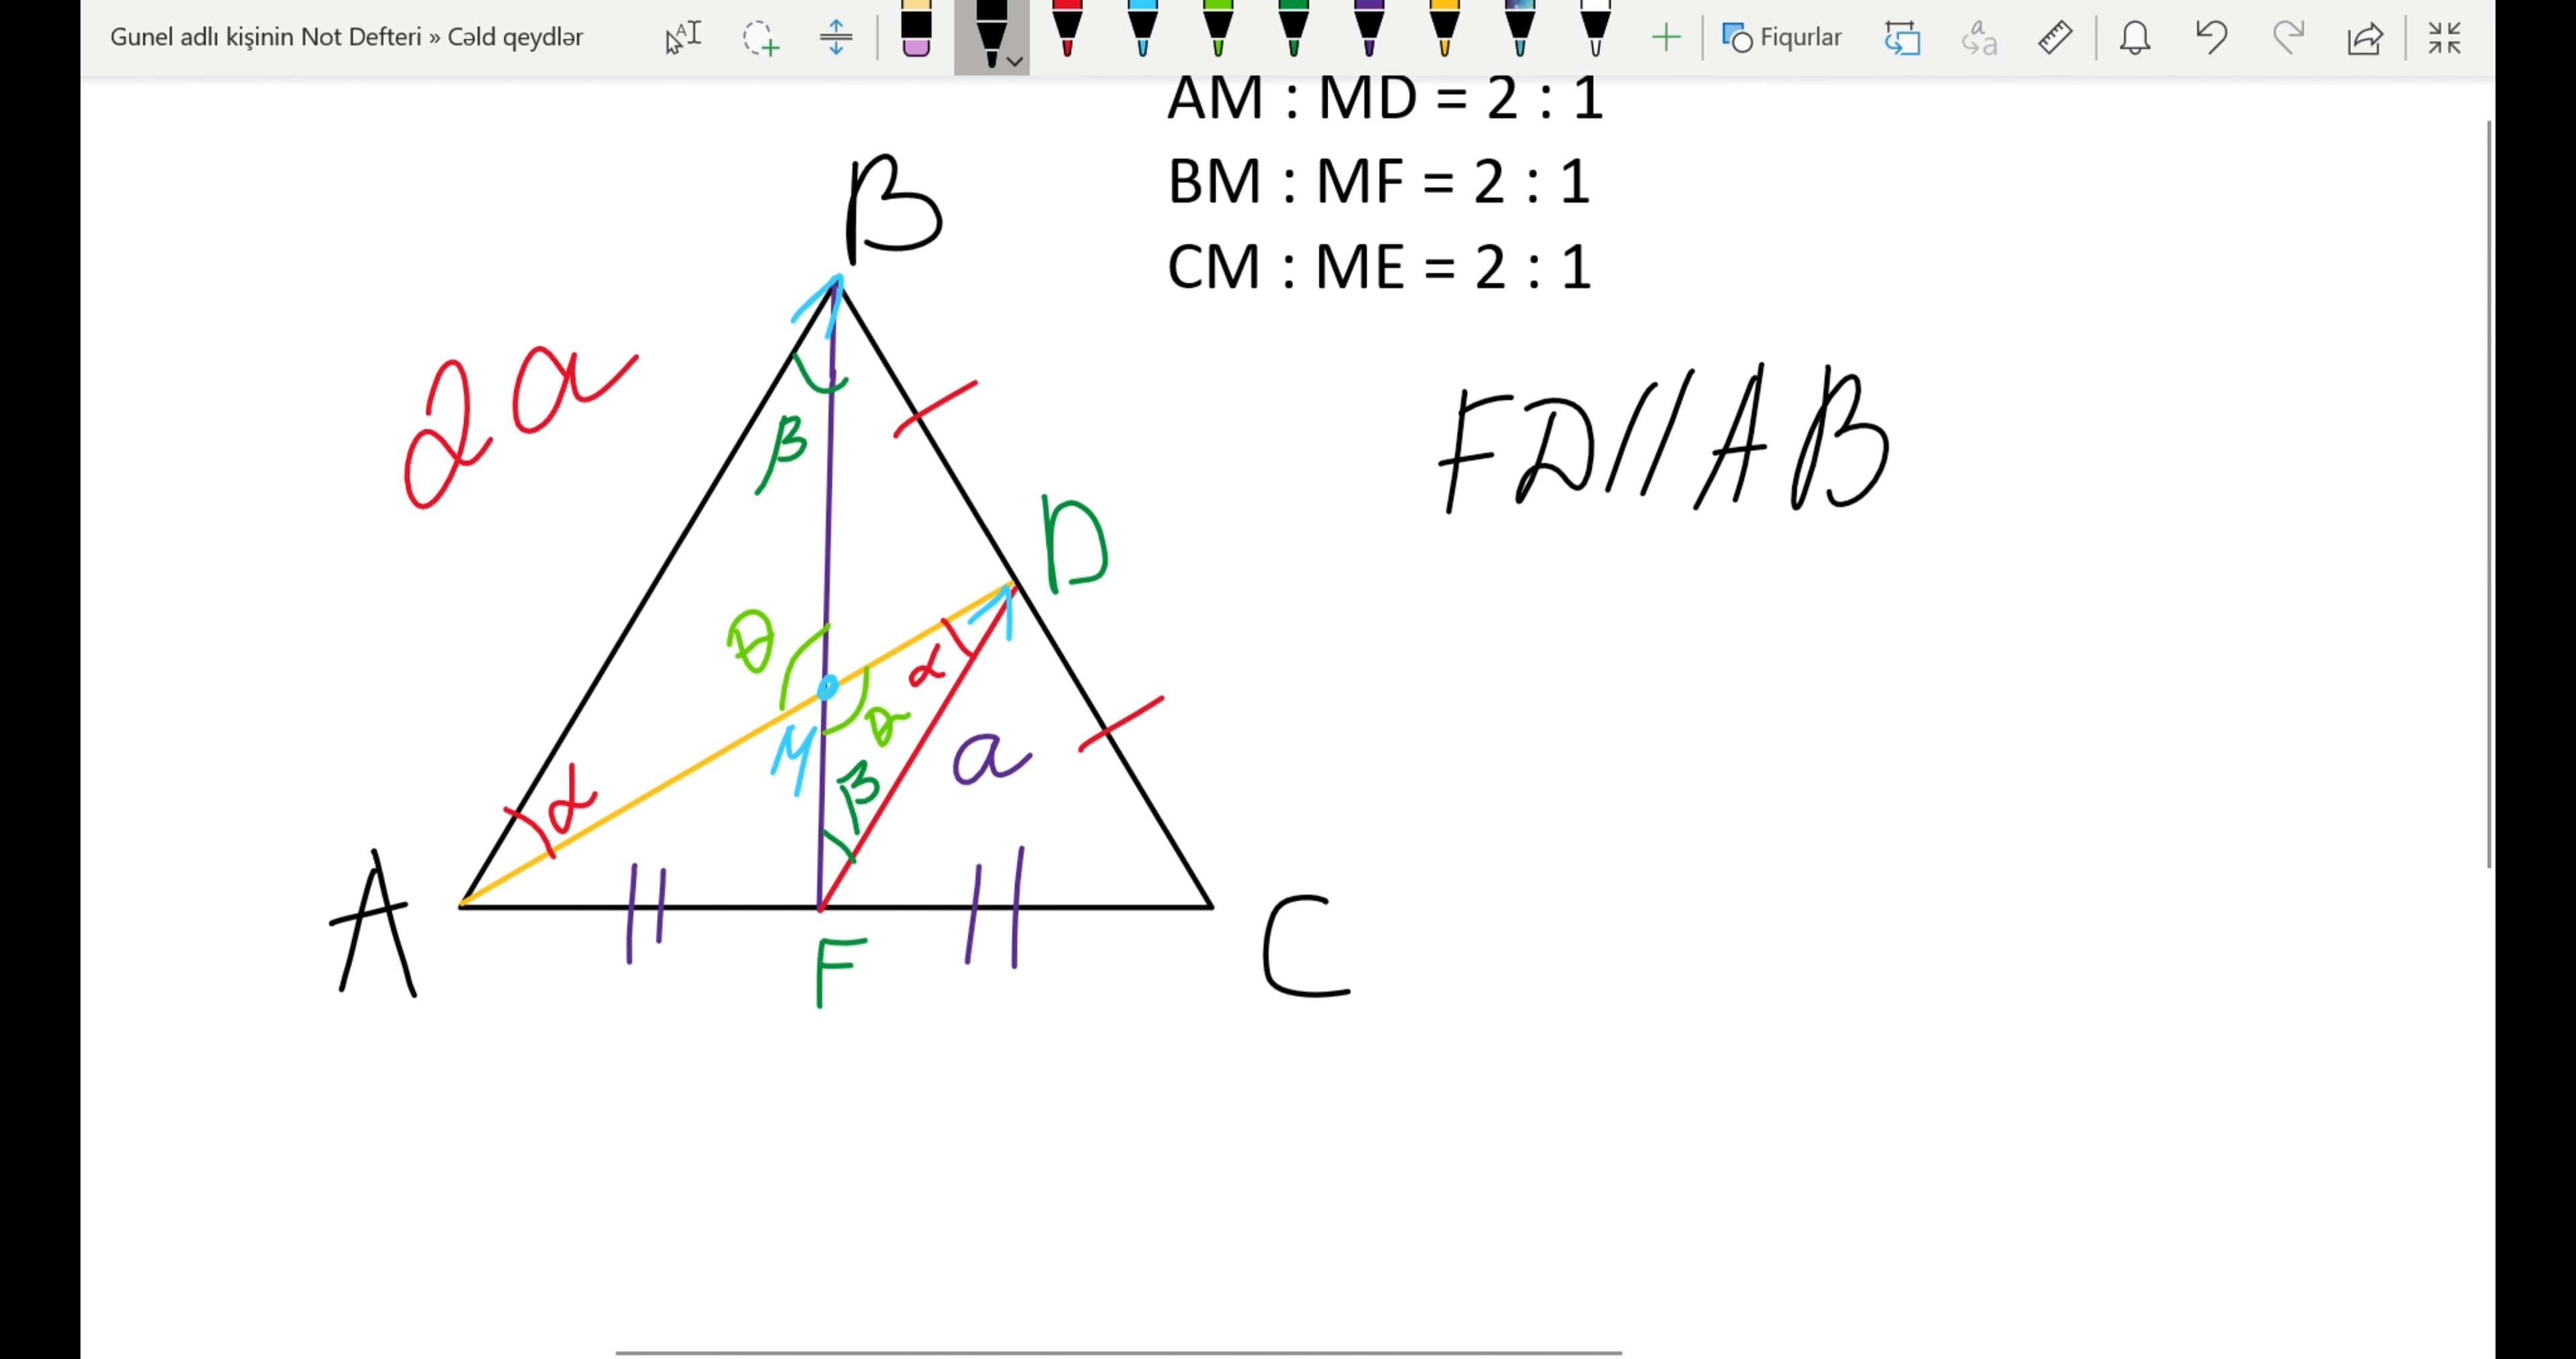 Gunel adlı kişinin Not Defteri » Cəld qeydlər
Fiqurlar
AM : MD = 2 : 1
BM : MF = 2 : 1
CM : ME = 2 : 1
B
2a
FD//AB
β
D
θ
α
θ
M
a
β
α
A
C
F